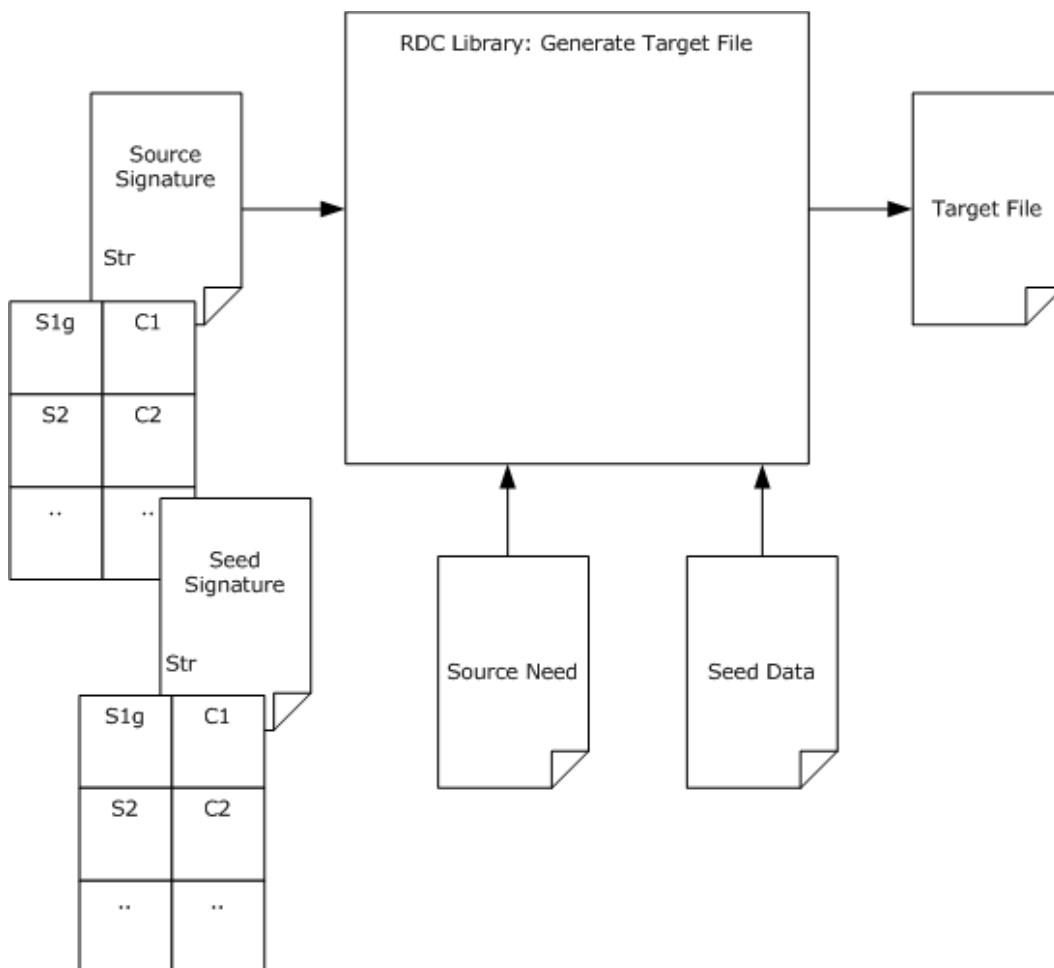 RDC Library: Generate Target File
Source
Signature
Str
Target File
S1g C1
S2 C2
.. ..
Seed
Signature
Str
Source Need
Seed Data
S1g C1
S2 C2
.. ..